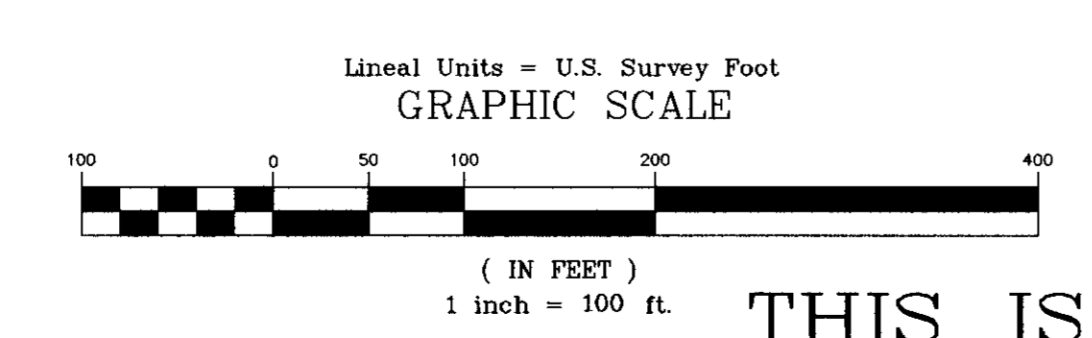 Lineal Units = U.S. Survey Foot
GRAPHIC SCALE
100 0 50 100 200 400
( IN FEET )
1 inch = 100 ft.
THIS IS